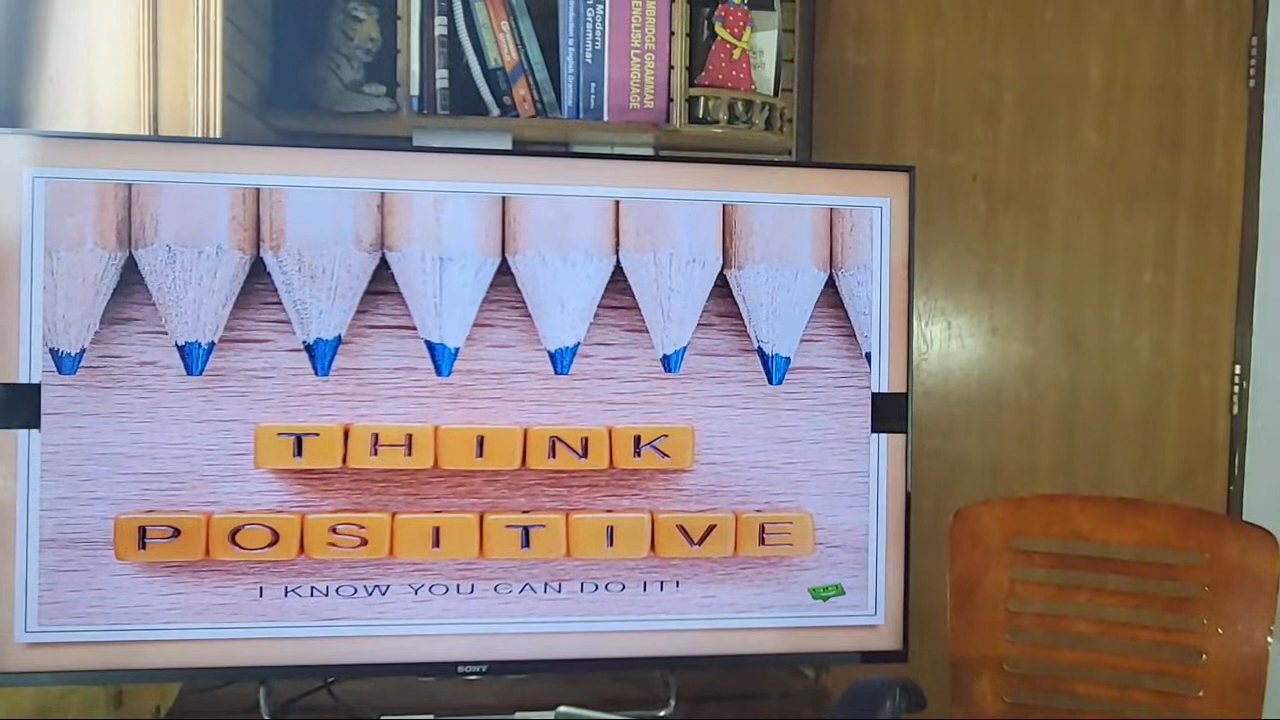 Modern
Grammar
CAMBRIDGE GRAMMAR
ENGLISH LANGUAGE
THINK
POSITIVE
I KNOW YOU CAN DO IT!
SONY